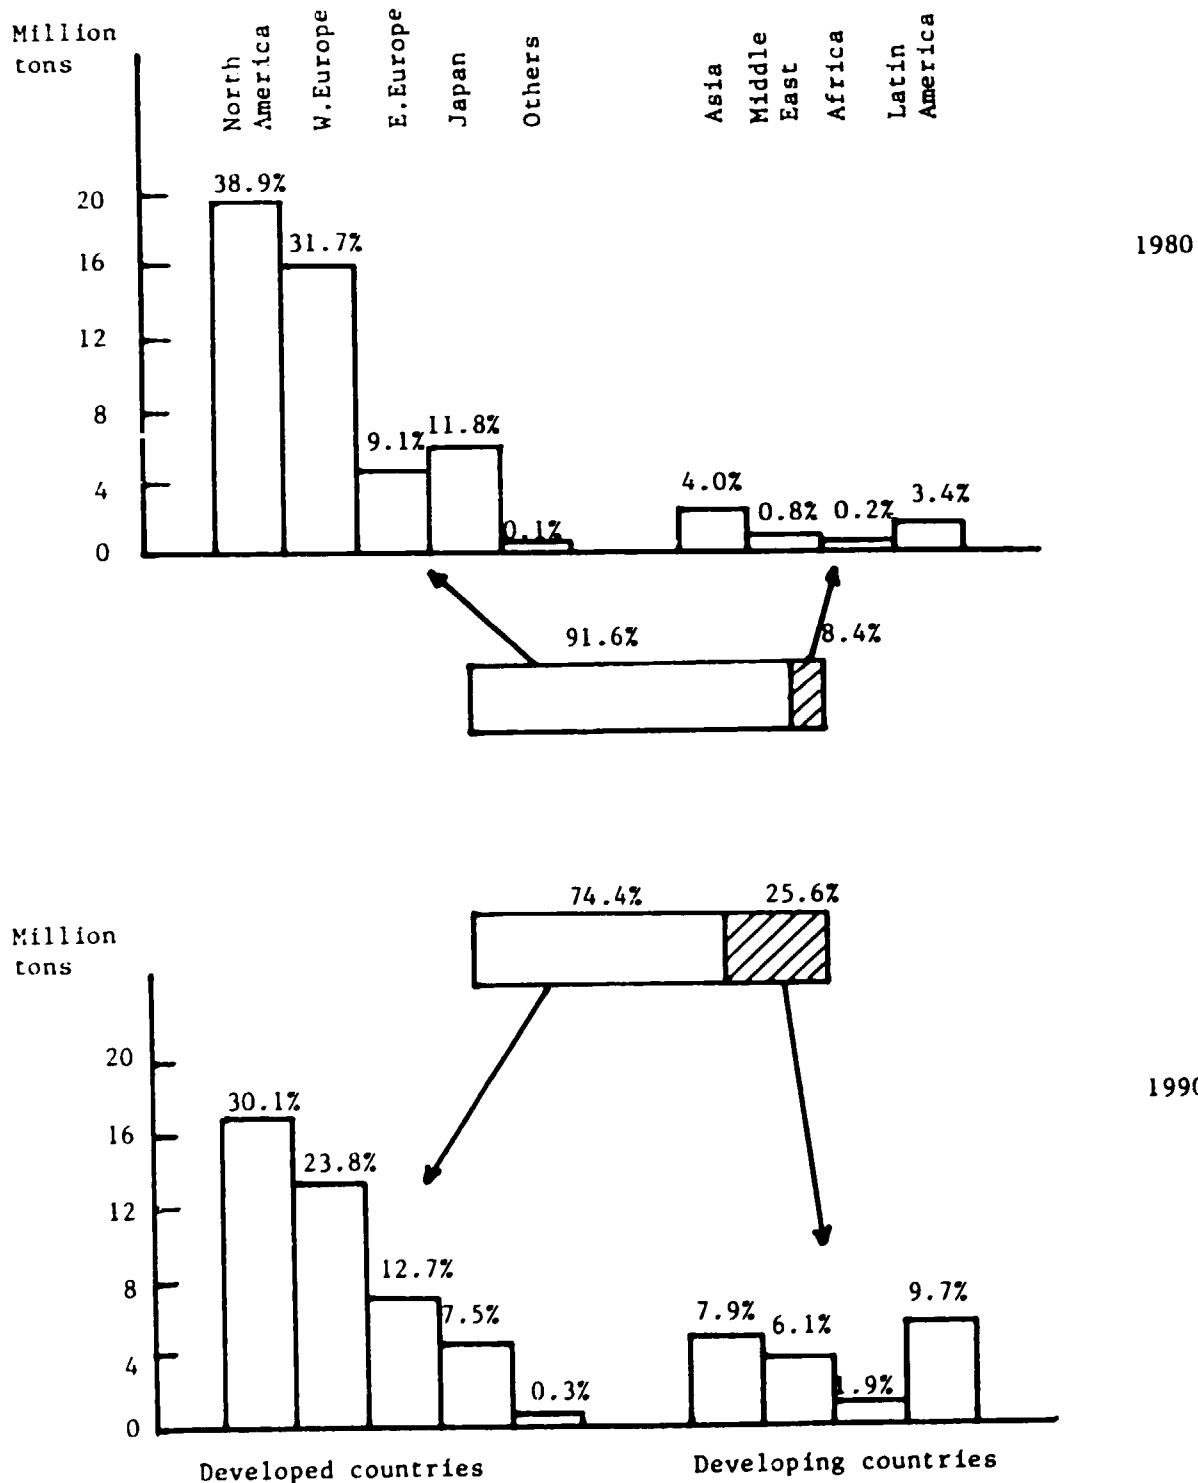 Million
tons
North
America
W.Europe
E.Europe
Japan
Others
Asia
Middle
East
Africa
Latin
America
20
16
12
8
4
0
38.9%
31.7%
9.1%
11.8%
0.1%
4.0%
0.8%
0.2%
3.4%
1980
91.6%
8.4%
74.4%
25.6%
Million
tons
20
16
12
8
4
0
30.1%
23.8%
12.7%
7.5%
0.3%
7.9%
6.1%
1.9%
9.7%
1990
Developed countries
Developing countries